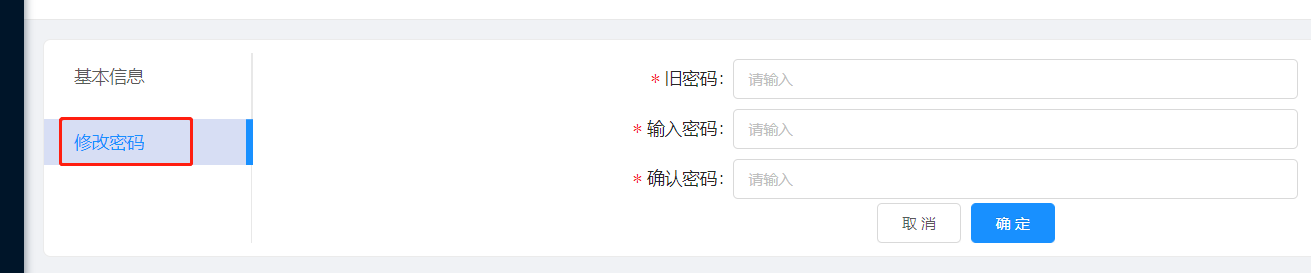 基本信息
修改密码
* 旧密码: 请输入
* 输入密码: 请输入
* 确认密码: 请输入
取 消 确 定